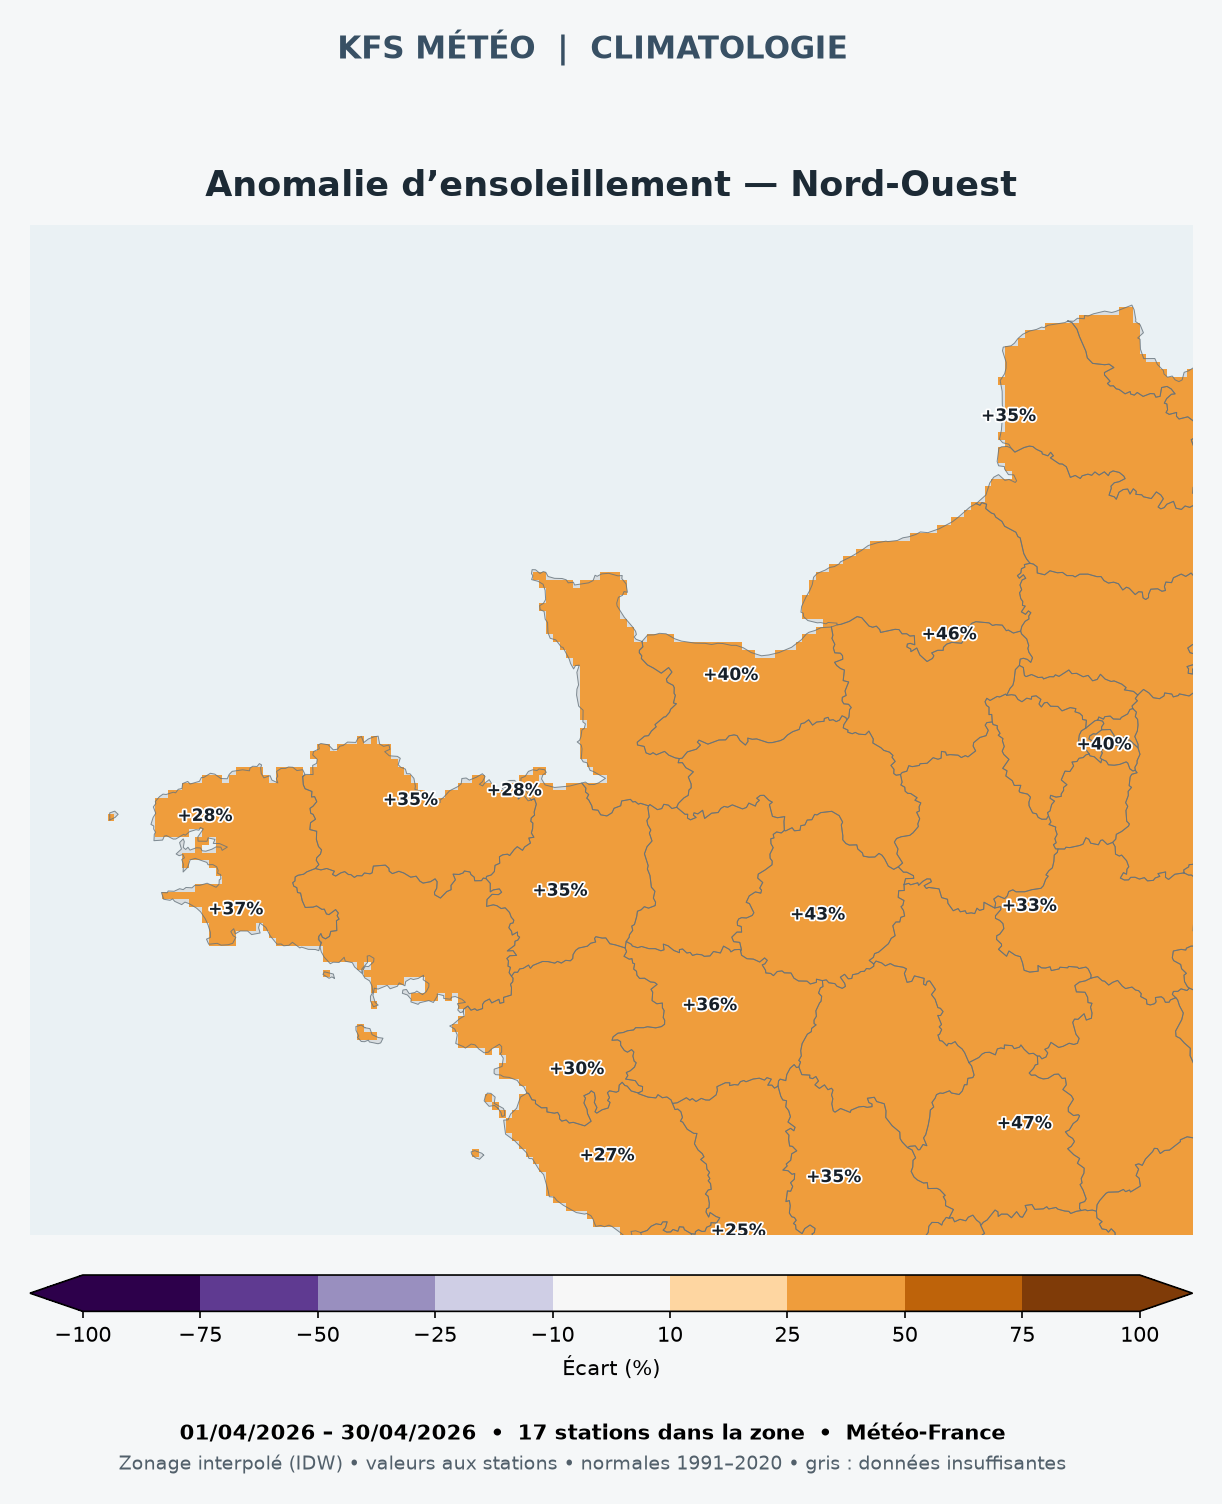 KFS MÉTÉO | CLIMATOLOGIE
Anomalie d’ensoleillement — Nord-Ouest
+35%
+46%
+40%
+40%
+28%
+35%
+28%
+35%
+33%
+37%
+43%
+36%
+30%
+47%
+27%
+35%
+25%
−100 −75 −50 −25 −10 10 25 50 75 100
Écart (%)
01/04/2026 – 30/04/2026 • 17 stations dans la zone • Météo-France
Zonage interpolé (IDW) • valeurs aux stations • normales 1991–2020 • gris : données insuffisantes